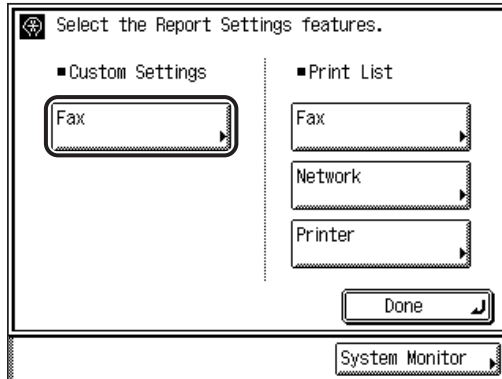 Select the Report Settings features.
■Custom Settings
Fax
■Print List
Fax
Network
Printer
Done
System Monitor